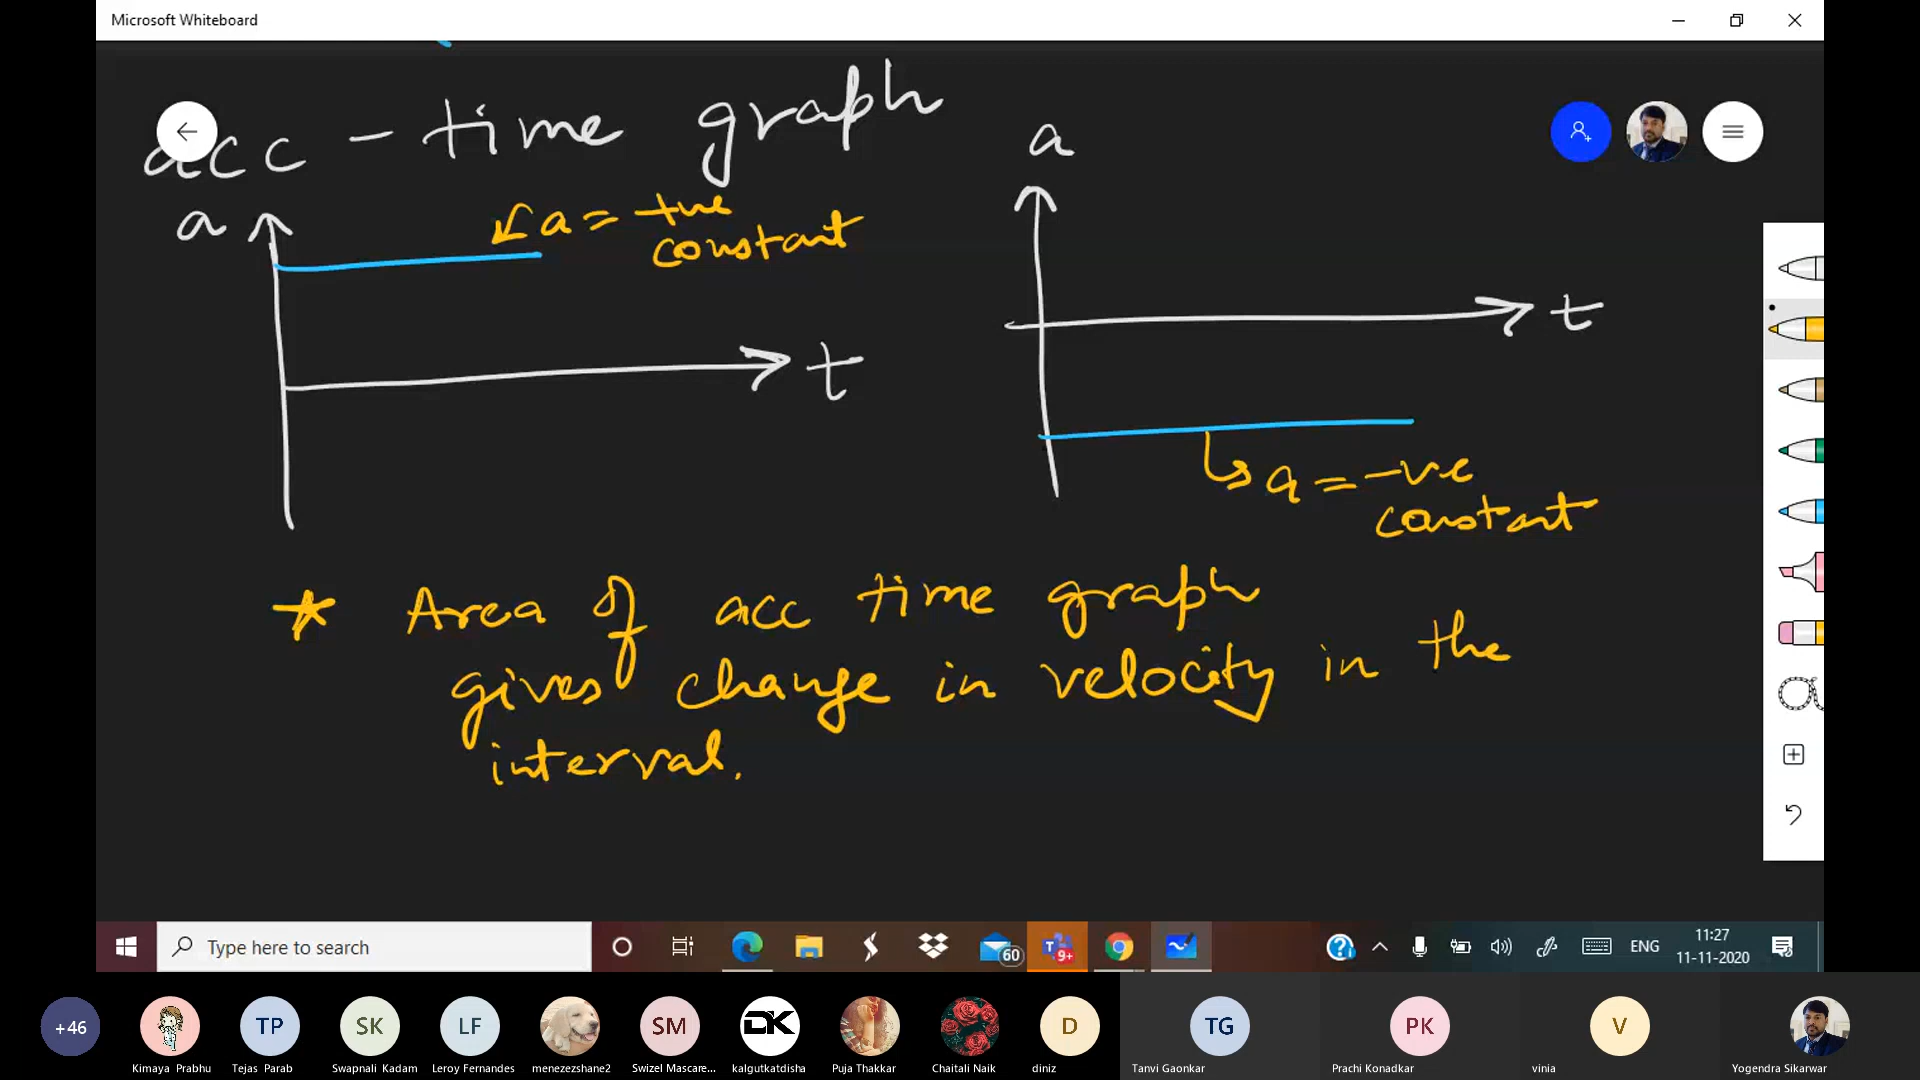 Microsoft Whiteboard
acc - time graph
a
a = +ve
constant
t
a
t
a = -ve
constant
* Area of acc time graph
gives change in velocity in the
interval.
Type here to search
60
9+
ENG
11:27
11-11-2020
+46
TP
SK
LF
SM
DK
D
TG
PK
V
Kimaya Prabhu
Tejas Parab
Swapnali Kadam
Leroy Fernandes
menezezshane2
Swizel Mascare...
kalgutkatdisha
Puja Thakkar
Chaitali Naik
diniz
Tanvi Gaonkar
Prachi Konadkar
vinia
Yogendra Sikarwar